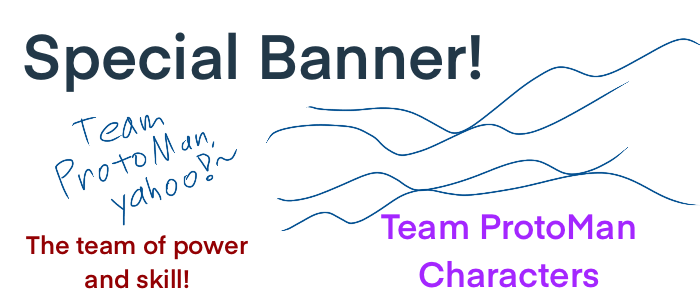 Special Banner!
Team
ProtoMan,
yahoo!~
The team of power
and skill!
Team ProtoMan
Characters